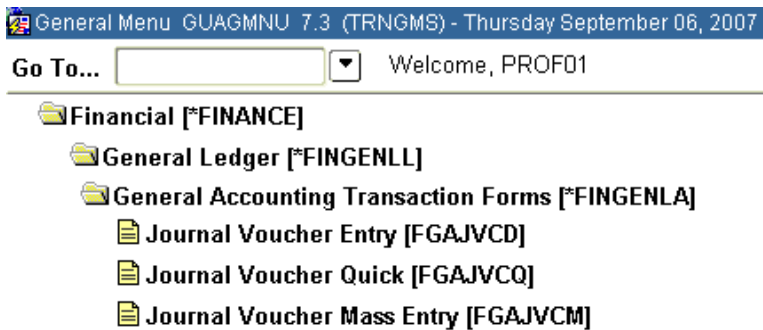 General Menu GUAGMNU 7.3 (TRNGMS) - Thursday September 06, 2007
Go To... Welcome, PROF01
Financial [*FINANCE]
General Ledger [*FINGENLL]
General Accounting Transaction Forms [*FINGENLA]
Journal Voucher Entry [FGAJVCD]
Journal Voucher Quick [FGAJVCQ]
Journal Voucher Mass Entry [FGAJVCM]